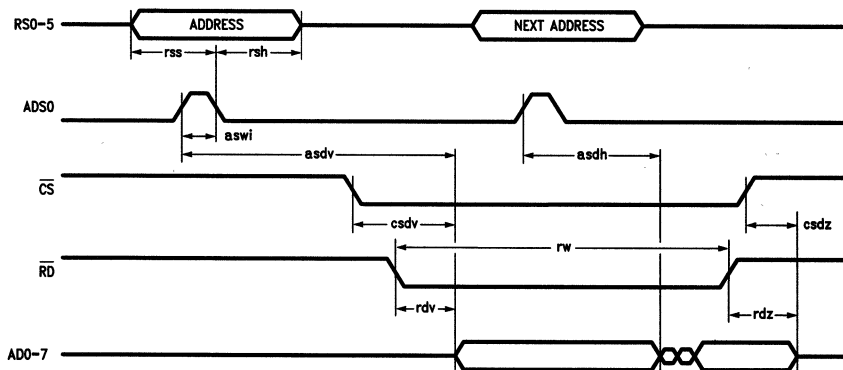 RS0-5
ADDRESS
NEXT ADDRESS
rss
rsh
ADS0
aswi
asdv
asdh
CS
csdv
csdz
rw
RD
rdv
rdz
AD0-7